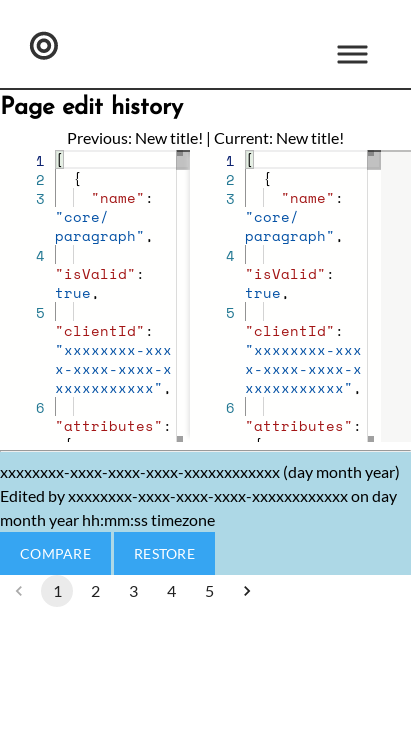 Page edit history
Previous: New title! | Current: New title!
1 [
2 {
3 "name":
"core/
paragraph",
4
"isValid":
true,
5
"clientId":
"xxxxxxxx-xxx
x-xxxx-xxxx-x
xxxxxxxxxxx",
6
"attributes":
{
1 [
2 {
3 "name":
"core/
paragraph",
4
"isValid":
true,
5
"clientId":
"xxxxxxxx-xxx
x-xxxx-xxxx-x
xxxxxxxxxxx",
6
"attributes":
{
xxxxxxxx-xxxx-xxxx-xxxx-xxxxxxxxxxxx (day month year)
Edited by xxxxxxxx-xxxx-xxxx-xxxx-xxxxxxxxxxxx on day
month year hh:mm:ss timezone
COMPARE RESTORE
1 2 3 4 5